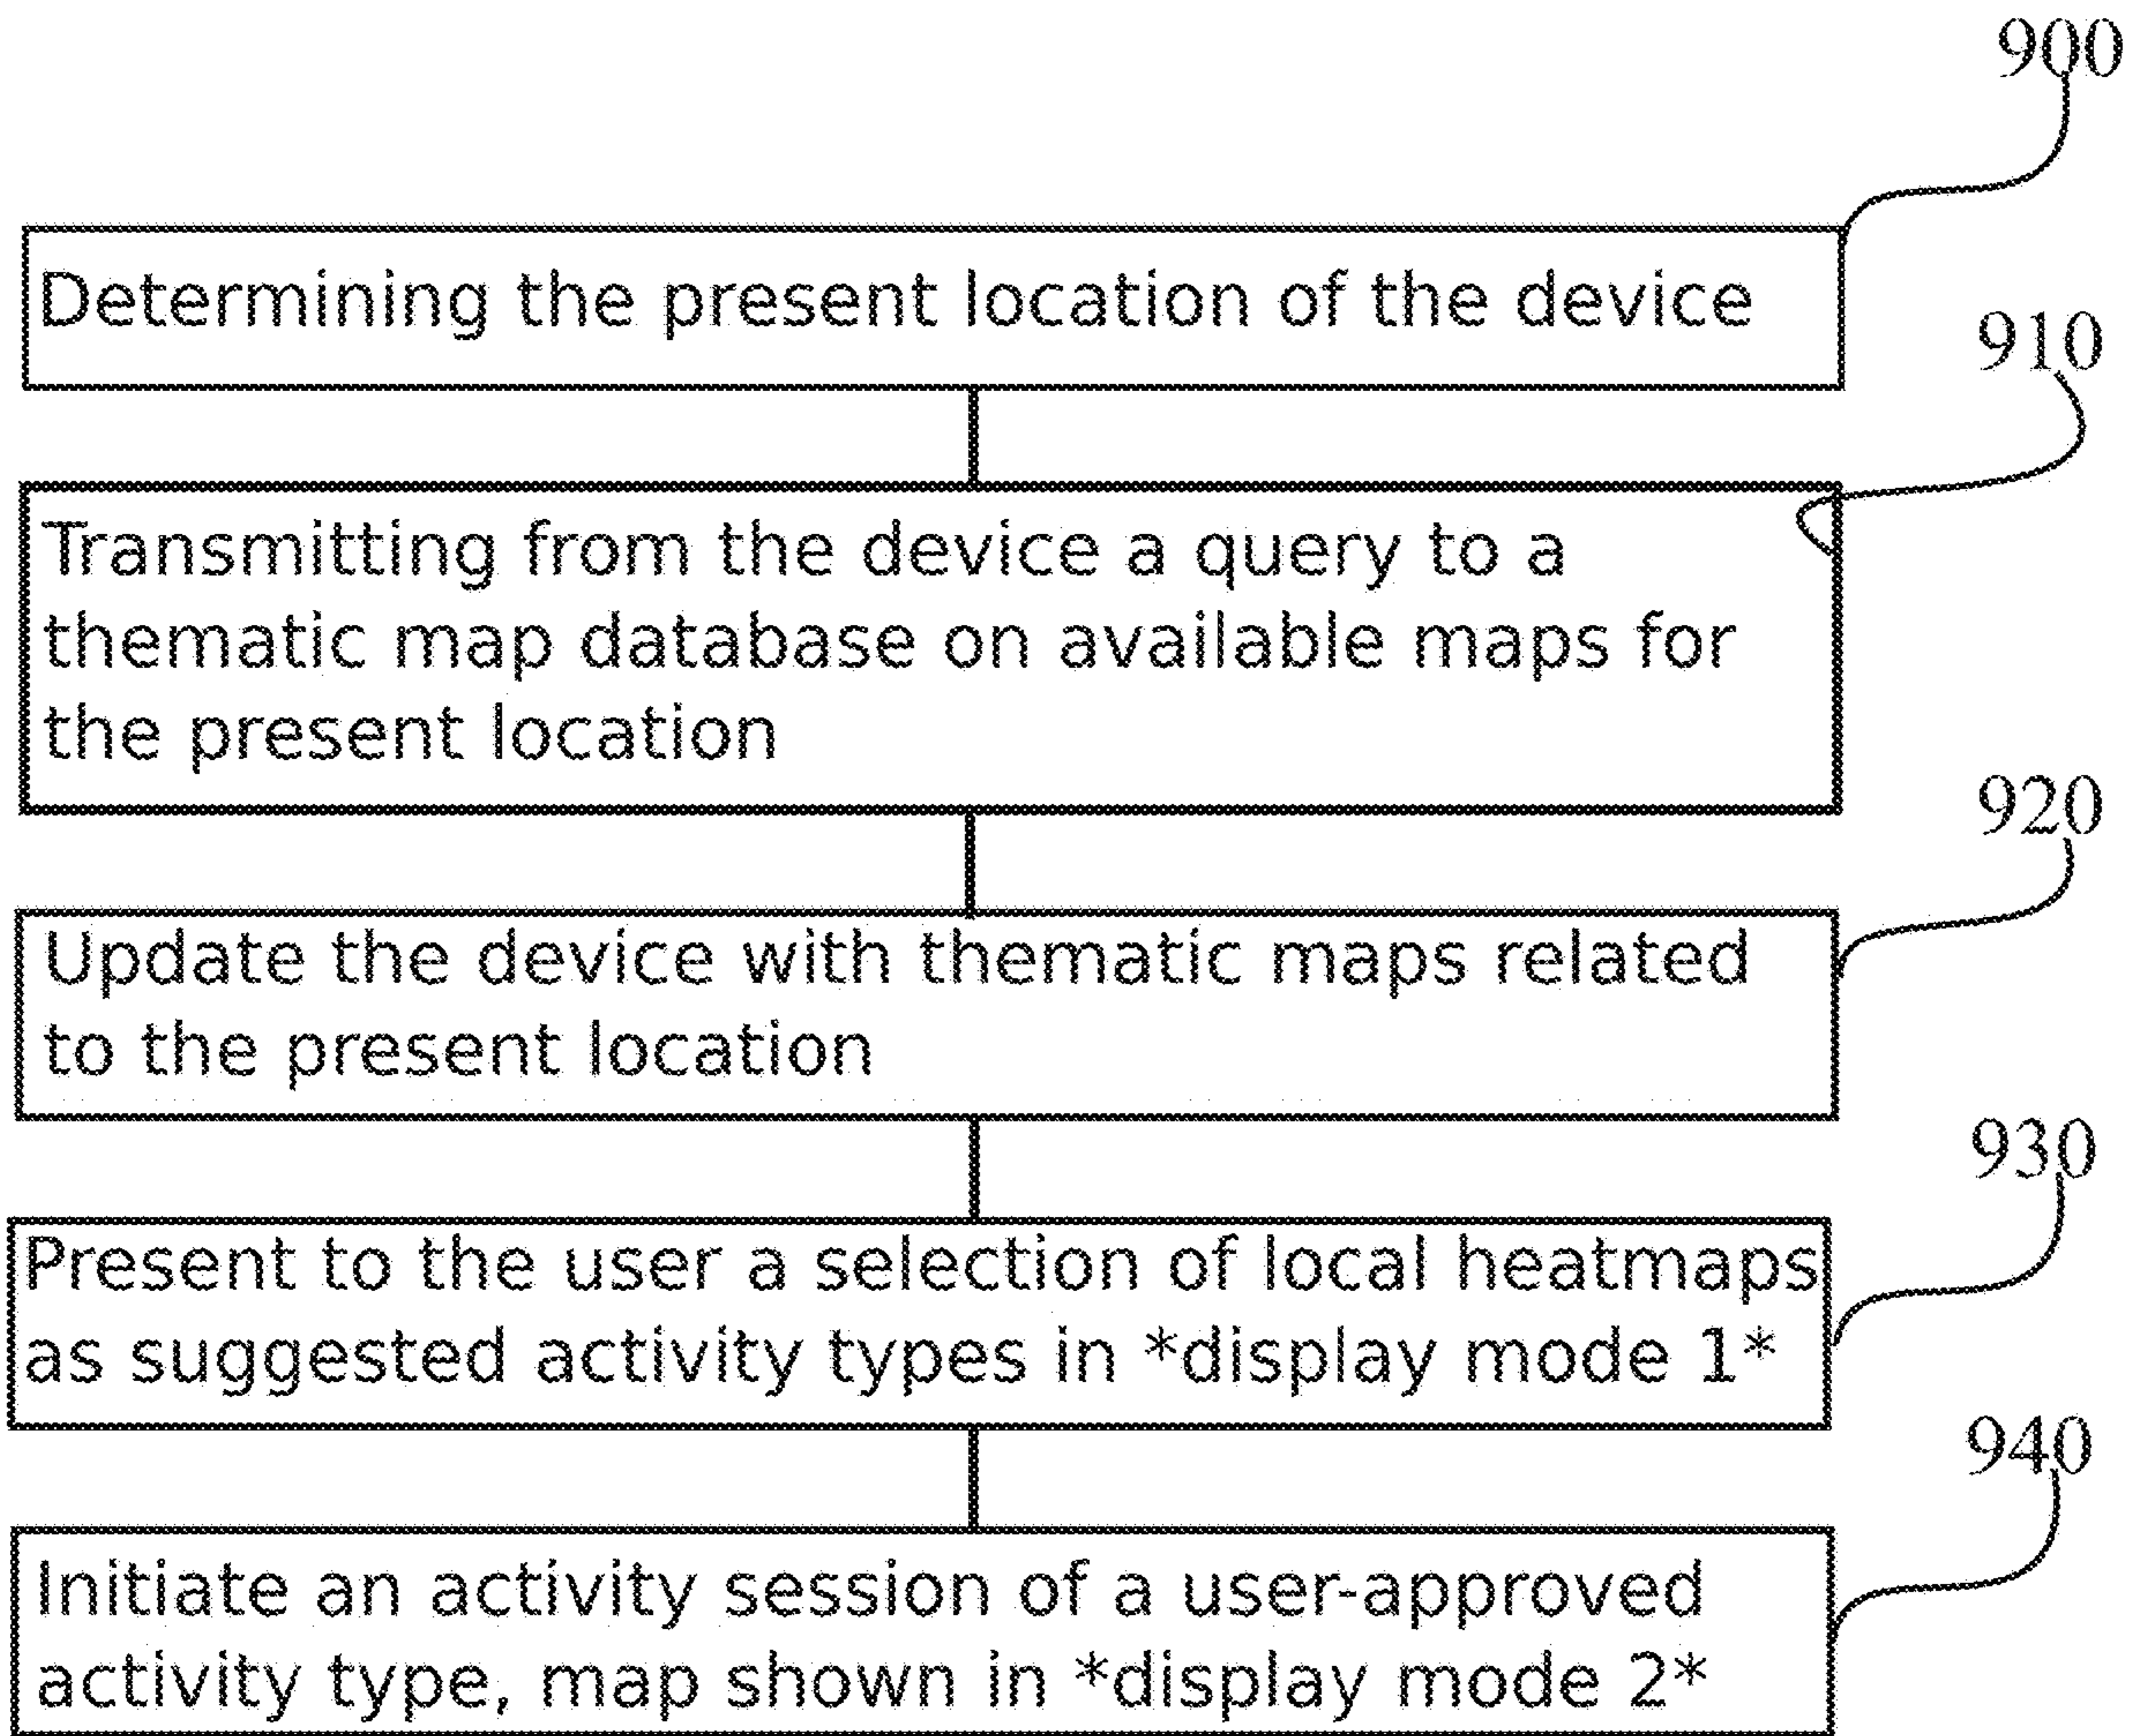 900
Determining the present location of the device
910
Transmitting from the device a query to a
thematic map database on available maps for
the present location
920
Update the device with thematic maps related
to the present location
930
Present to the user a selection of local heatmaps
as suggested activity types in *display mode 1*
940
Initiate an activity session of a user-approved
activity type, map shown in *display mode 2*